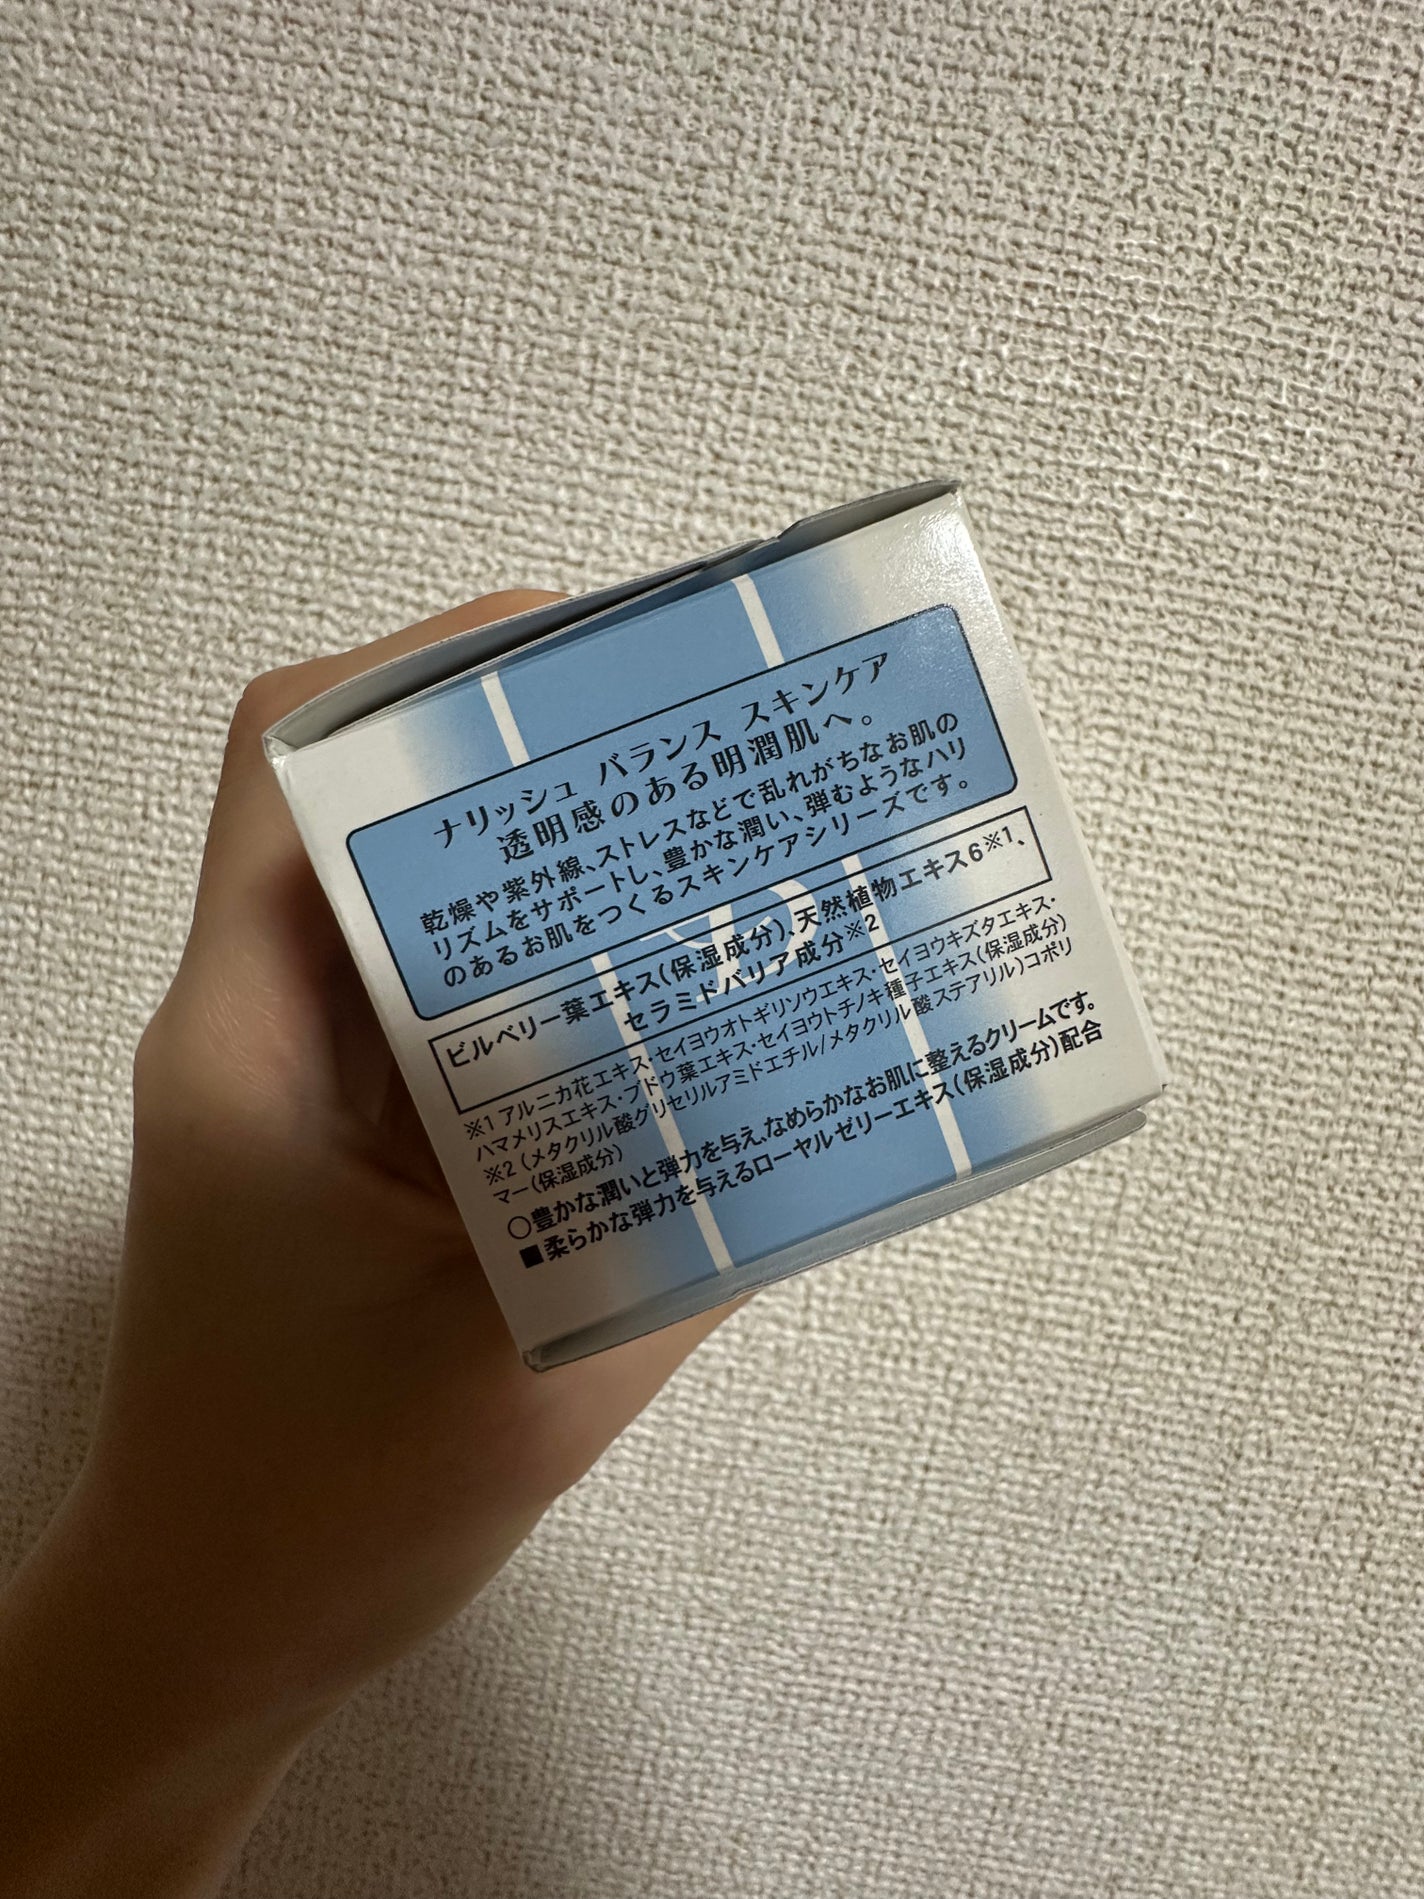 ナリッシュ バランス スキンケア
透明感のある明潤肌へ。
乾燥や紫外線、ストレスなどで乱れがちなお肌の
リズムをサポートし、豊かな潤い、弾むようなハリ
のあるお肌をつくるスキンケアシリーズです。
ビルベリー葉エキス(保湿成分)、天然植物エキス6※1、
セラミドバリア成分※2
※1 アルニカ花エキス・セイヨウオトギリソウエキス・セイヨウキズタエキス・
ハマメリスエキス・ブドウ葉エキス・セイヨウトチノキ種子エキス(保湿成分)
※2 (メタクリル酸グリセリルアミドエチル/メタクリル酸ステアリル)コポリ
マー(保湿成分)
○豊かな潤いと弾力を与え、なめらかなお肌に整えるクリームです。
■柔らかな弾力を与えるローヤルゼリーエキス(保湿成分)配合